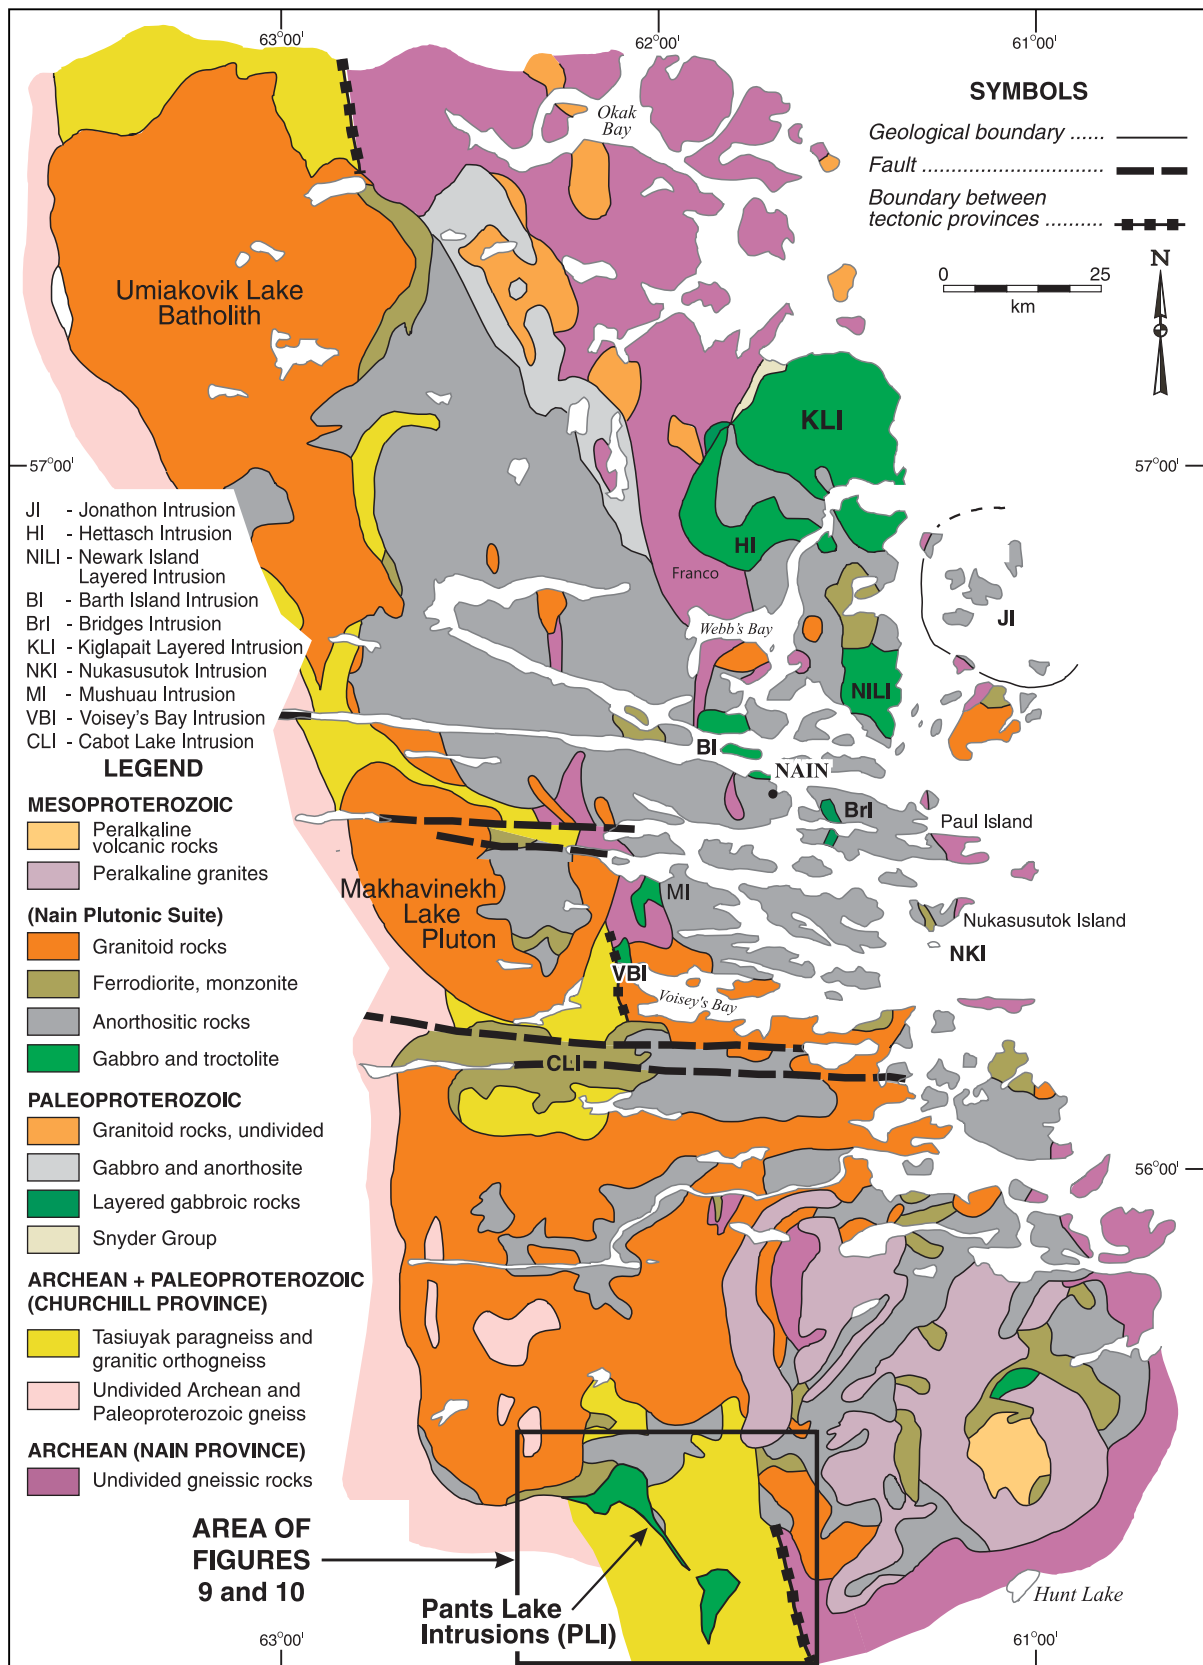 63°00'
62°00'
61°00'
SYMBOLS
Geological boundary ......
Fault ..............................
Boundary between
tectonic provinces ..........
N
0
25
km
Okak
Bay
Umiakovik Lake
Batholith
KLI
57°00'
57°00'
JI - Jonathon Intrusion
HI - Hettasch Intrusion
NILI - Newark Island
Layered Intrusion
BI - Barth Island Intrusion
BrI - Bridges Intrusion
KLI - Kiglapait Layered Intrusion
NKI - Nukasusutok Intrusion
MI - Mushuau Intrusion
VBI - Voisey's Bay Intrusion
CLI - Cabot Lake Intrusion
HI
Franco
JI
Webb's Bay
NILI
BI
NAIN
BrI
Paul Island
Makhavinekh
Lake
Pluton
MI
Nukasusutok Island
NKI
VBI
Voisey's Bay
CLI
56°00'
LEGEND
MESOPROTEROZOIC
Peralkaline
volcanic rocks
Peralkaline granites
(Nain Plutonic Suite)
Granitoid rocks
Ferrodiorite, monzonite
Anorthositic rocks
Gabbro and troctolite
PALEOPROTEROZOIC
Granitoid rocks, undivided
Gabbro and anorthosite
Layered gabbroic rocks
Snyder Group
ARCHEAN + PALEOPROTEROZOIC
(CHURCHILL PROVINCE)
Tasiuyak paragneiss and
granitic orthogneiss
Undivided Archean and
Paleoproterozoic gneiss
ARCHEAN (NAIN PROVINCE)
Undivided gneissic rocks
AREA OF
FIGURES
9 and 10
Pants Lake
Intrusions (PLI)
Hunt Lake
63°00'
61°00'